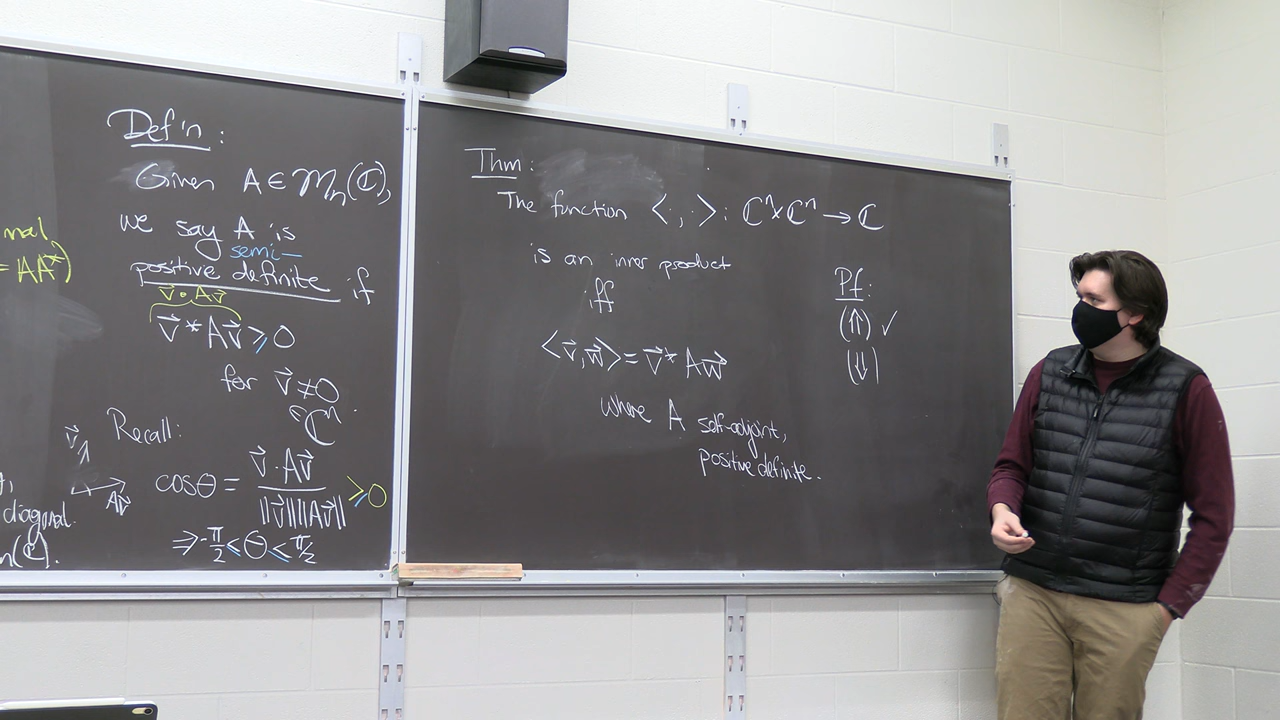 nal
= AA*)
diagonal.
n(ℂ).
Def'n:
Given A ∈ Mn(ℂ),
we say A is
semi-
positive definite if
v⃗ · Av⃗
v⃗*Av⃗ ≥ 0
for v⃗ ≠ 0
∈ ℂⁿ.
Recall:
v⃗
Av⃗
cosθ = v⃗ · Av⃗ / ||v⃗|| ||Av⃗|| ≥ 0
⇒ -π/2 ≤ θ ≤ π/2
Thm:
The function <·,·>: ℂⁿ × ℂⁿ → ℂ
is an inner product
iff
<v⃗, w⃗> = v⃗* A w⃗
where A self-adjoint,
positive definite.
Pf:
(⇑) ✓
(⇓)